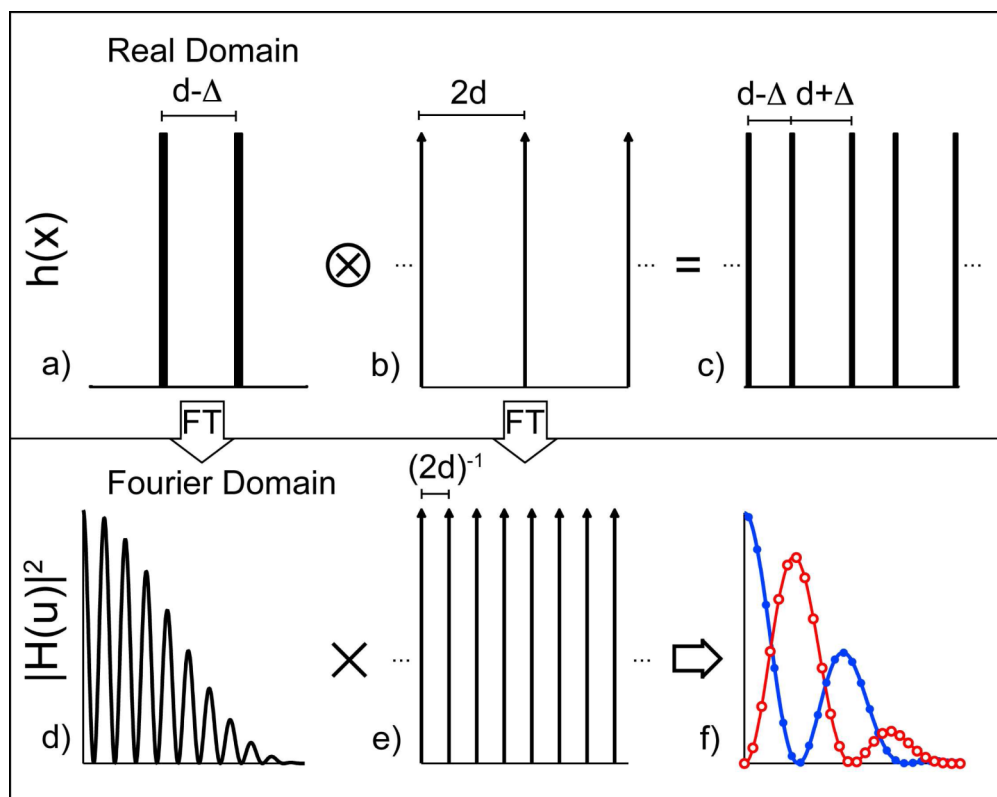 Real Domain
d-Δ
2d
d-Δ d+Δ
h(x)
⊗
...
...
=
...
...
a)
b)
c)
FT
FT
Fourier Domain
(2d)⁻¹
|H(u)|²
×
...
...
d)
e)
f)